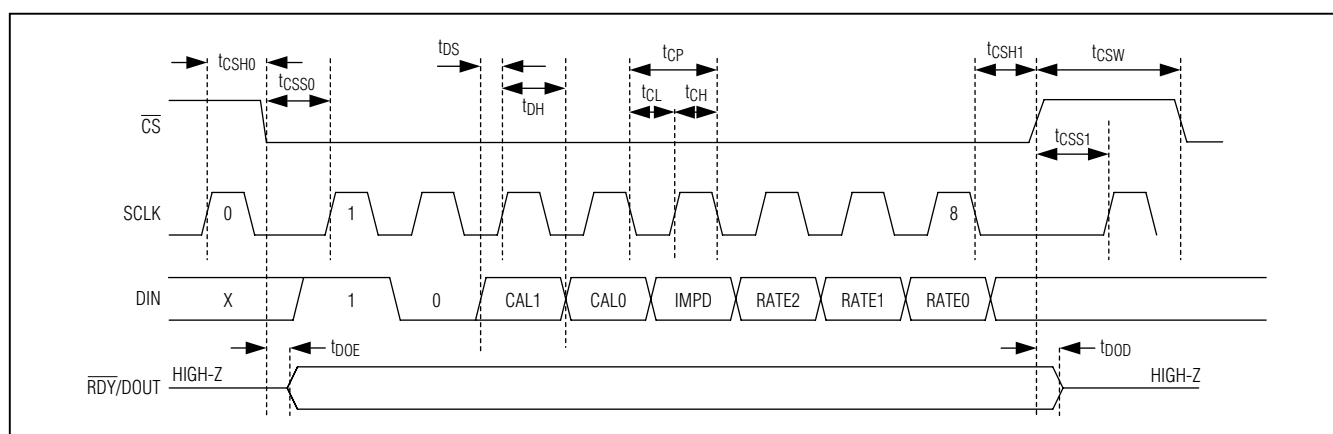 tCSH0
tCSS0
tDS
tDH
tCP
tCL
tCH
tCSH1
tCSW
tCSS1
CS
SCLK
0
1
8
DIN
X
1
0
CAL1
CAL0
IMPD
RATE2
RATE1
RATE0
tDOE
tDOD
RDY/DOUT
HIGH-Z
HIGH-Z